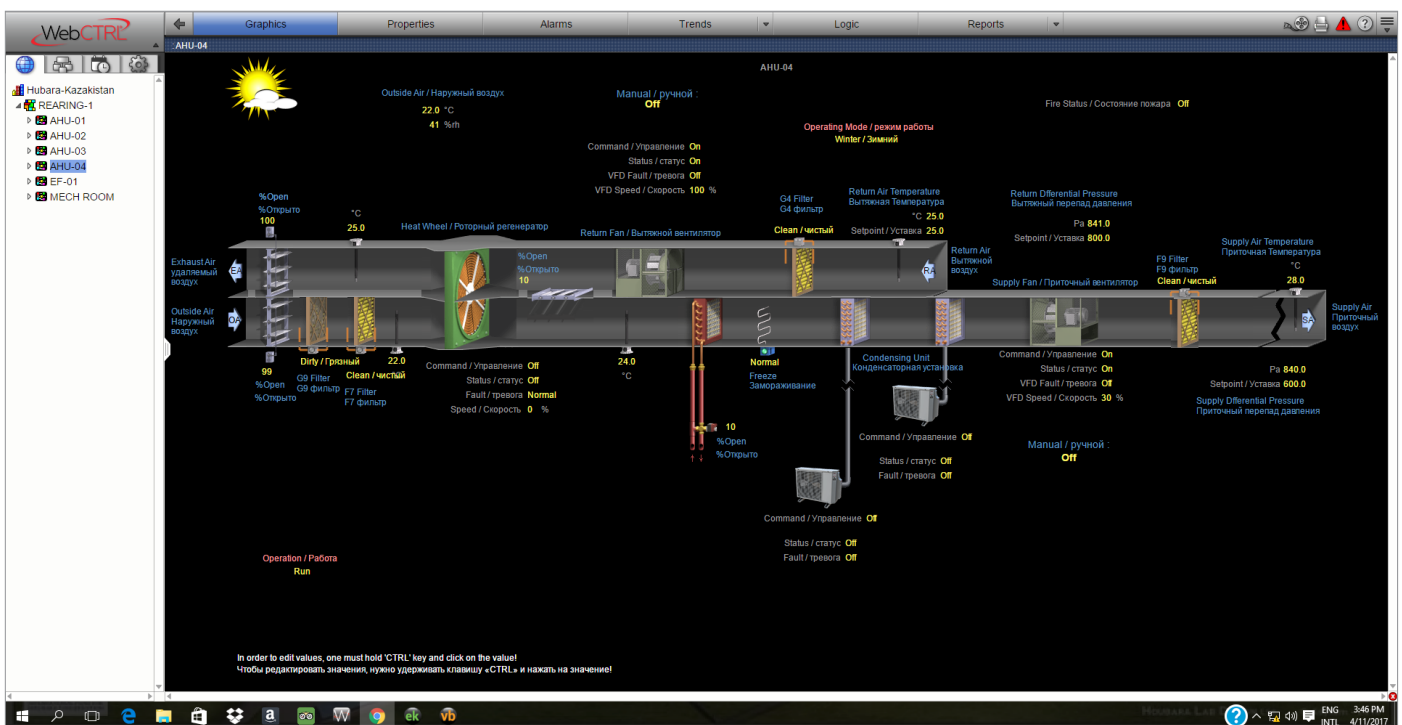 WebCTRL
Graphics
Properties
Alarms
Trends
Logic
Reports
:AHU-04
Hubara-Kazakistan
REARING-1
AHU-01
AHU-02
AHU-03
AHU-04
EF-01
MECH ROOM
AHU-04
Outside Air / Наружный воздух
22.0 °C
41 %rh
Manual / ручной :
Off
Fire Status / Состояние пожара Off
Operating Mode / режим работы
Winter / Зимний
Command / Управление On
Status / статус On
VFD Fault / тревога Off
VFD Speed / Скорость 100 %
%Open
%Открыто
100
°C
25.0
Heat Wheel / Роторный регенератор
Return Fan / Вытяжной вентилятор
G4 Filter
G4 фильтр
Clean / чистый
Return Air Temperature
Вытяжная Температура
°C 25.0
Setpoint / Уставка 25.0
Return Dfferential Pressure
Вытяжный перепад давления
Pa 841.0
Setpoint / Уставка 800.0
Supply Air Temperature
Приточная Температура
°C
28.0
Exhaust Air
удаляемый
воздух
EA
%Open
%Открыто
10
RA
Return Air
Вытяжной
воздух
Supply Fan / Приточный вентилятор
F9 Filter
F9 фильтр
Clean / чистый
Outside Air
Наружный
воздух
OA
SA
Supply Air
Приточный
воздух
99
%Open
%Открыто
Dirty / Грязный
G9 Filter
G9 фильтр
Clean / чистый
F7 Filter
F7 фильтр
22.0
Command / Управление Off
Status / статус Off
Fault / тревога Normal
Speed / Скорость 0 %
24.0
°C
Normal
Freeze
Замораживание
Condensing Unit
Конденсаторная установка
Command / Управление On
Status / статус On
VFD Fault / тревога Off
VFD Speed / Скорость 30 %
Pa 840.0
Setpoint / Уставка 600.0
Supply Dfferential Pressure
Приточный перепад давления
10
%Open
%Открыто
Command / Управление Off
Status / статус Off
Fault / тревога Off
Manual / ручной :
Off
Command / Управление Off
Status / статус Off
Fault / тревога Off
Operation / Работа
Run
In order to edit values, one must hold 'CTRL' key and click on the value!
Чтобы редактировать значения, нужно удерживать клавишу «CTRL» и нажать на значение!
ENG
INTL
3:46 PM
4/11/2017